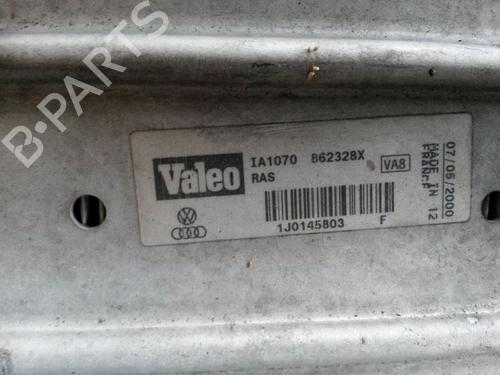 B-PARTS
Valeo
IA1070 862328X
RAS
VA8
1J0145803 F
07/05/2000
MADE IN 12
FRANCE